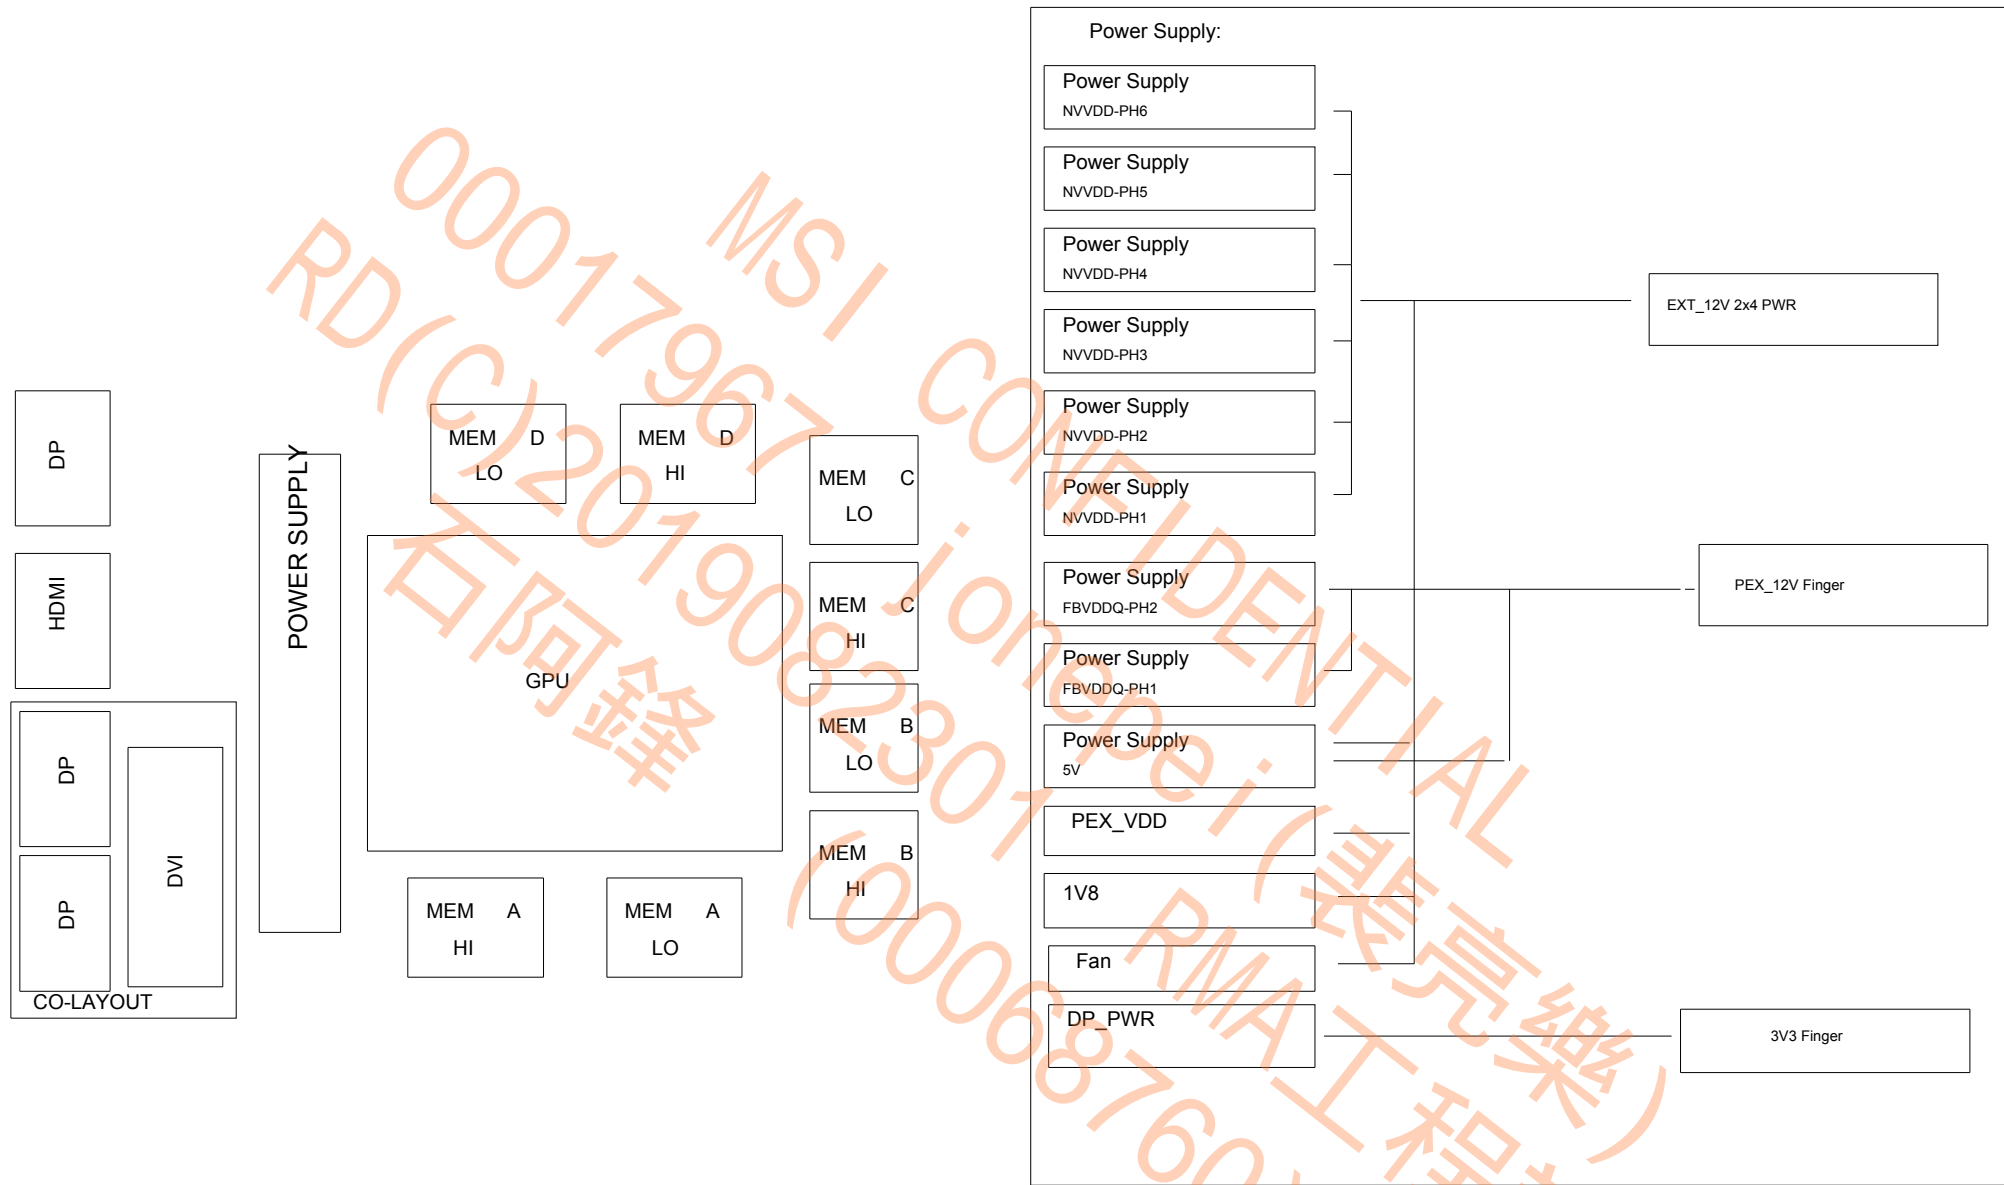 Power Supply:
Power Supply
NVVDD-PH6
Power Supply
NVVDD-PH5
Power Supply
NVVDD-PH4
Power Supply
NVVDD-PH3
Power Supply
NVVDD-PH2
Power Supply
NVVDD-PH1
Power Supply
FBVDDQ-PH2
Power Supply
FBVDDQ-PH1
Power Supply
5V
PEX_VDD
1V8
Fan
DP_PWR
EXT_12V 2x4 PWR
PEX_12V Finger
3V3 Finger
DP
HDMI
DP
DP
DVI
CO-LAYOUT
POWER SUPPLY
MEM D
LO
MEM D
HI
MEM C
LO
MEM C
HI
MEM B
LO
MEM B
HI
GPU
MEM A
HI
MEM A
LO
MSI CONFIDENTIAL
00017967 jonepei(裴亮樂)
RD(C)2019082301 RMA工程
石阿鋒 (00068760)